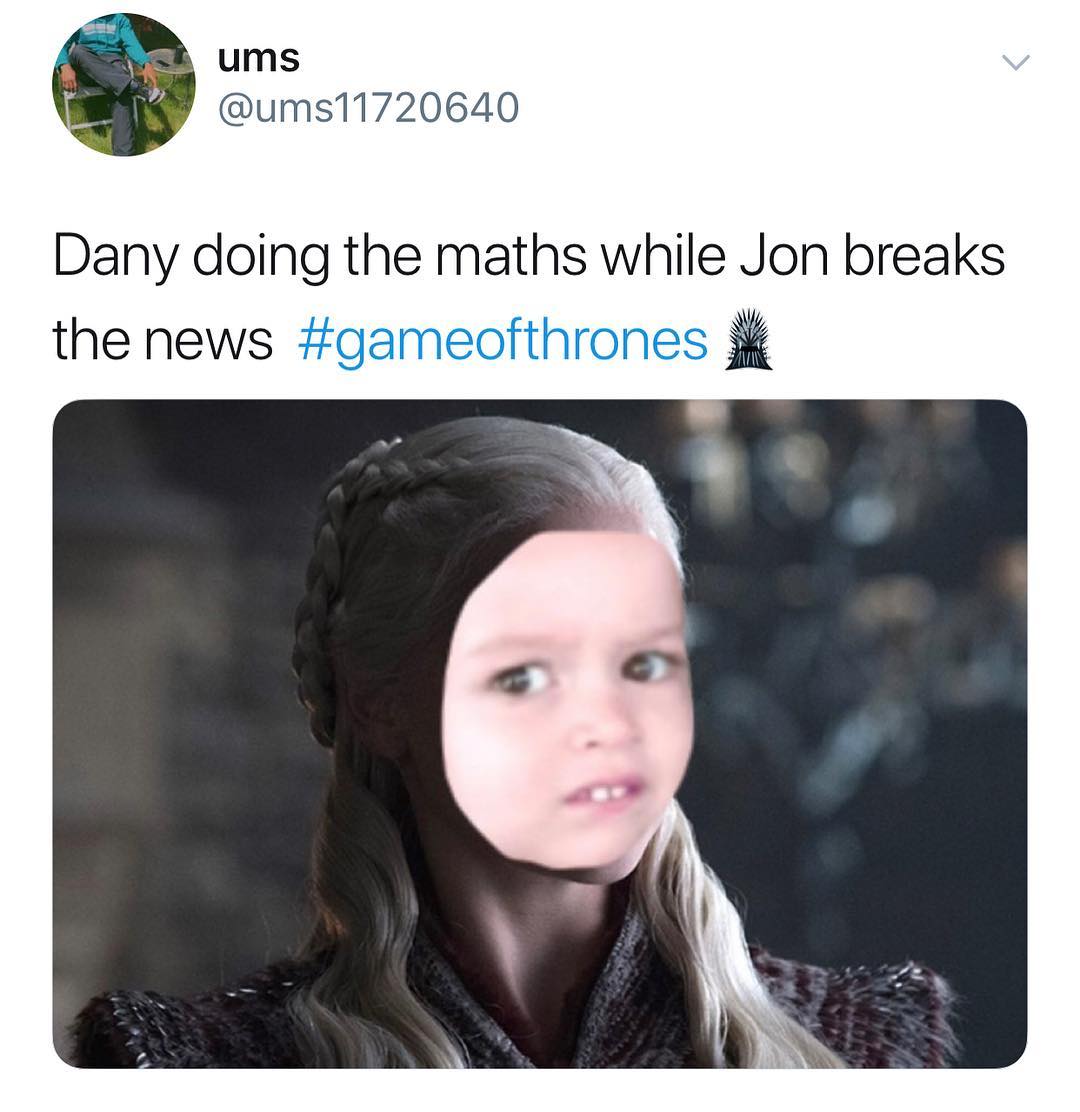 ums
@ums11720640
Dany doing the maths while Jon breaks
the news #gameofthrones